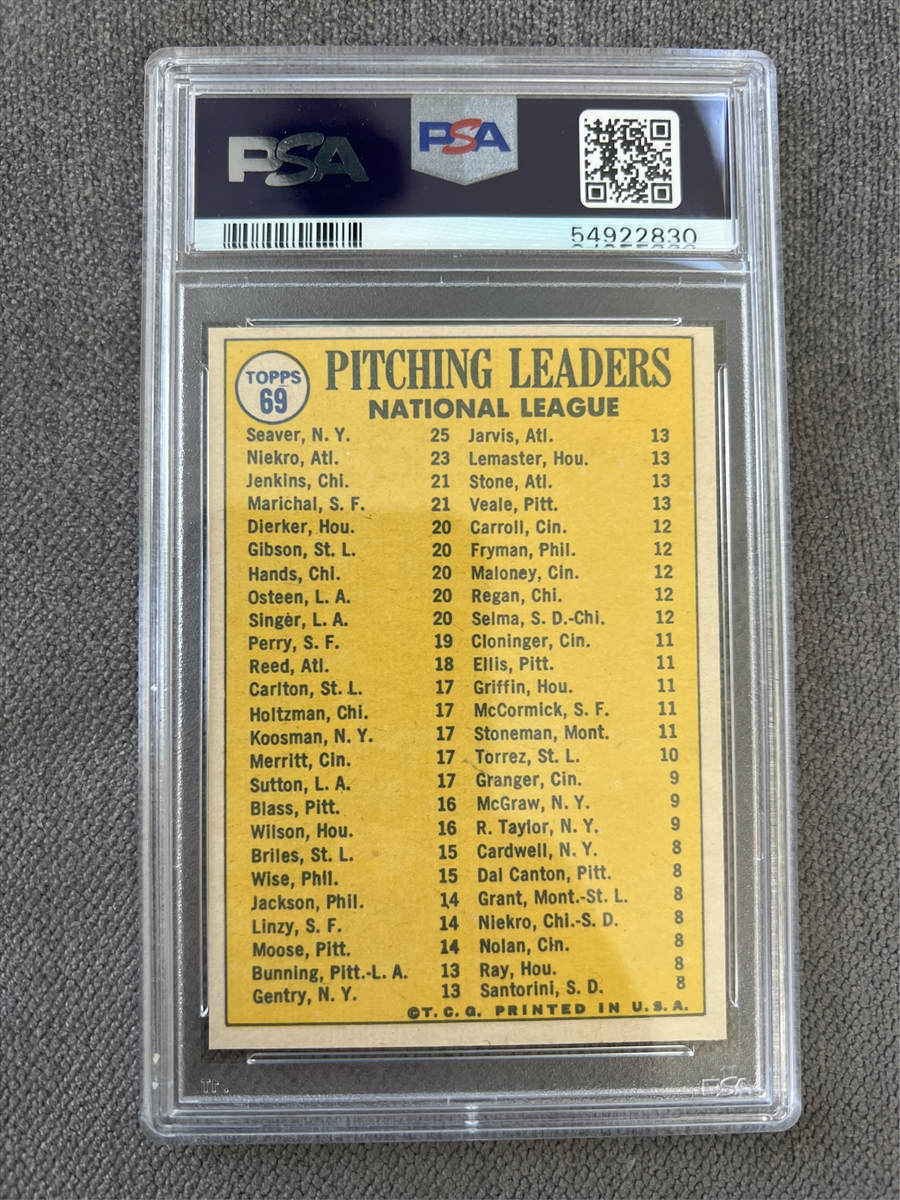 PSA
PSA
54922830
TOPPS
69
PITCHING LEADERS
NATIONAL LEAGUE
Seaver, N. Y. 25 Jarvis, Atl. 13
Niekro, Atl. 23 Lemaster, Hou. 13
Jenkins, Chi. 21 Stone, Atl. 13
Marichal, S. F. 21 Veale, Pitt. 13
Dierker, Hou. 20 Carroll, Cin. 12
Gibson, St. L. 20 Fryman, Phil. 12
Hands, Chi. 20 Maloney, Cin. 12
Osteen, L. A. 20 Regan, Chi. 12
Singer, L. A. 20 Selma, S. D.-Chi. 12
Perry, S. F. 19 Cloninger, Cin. 11
Reed, Atl. 18 Ellis, Pitt. 11
Carlton, St. L. 17 Griffin, Hou. 11
Holtzman, Chi. 17 McCormick, S. F. 11
Koosman, N. Y. 17 Stoneman, Mont. 11
Merritt, Cin. 17 Torrez, St. L. 10
Sutton, L. A. 17 Granger, Cin. 9
Blass, Pitt. 16 McGraw, N. Y. 9
Wilson, Hou. 16 R. Taylor, N. Y. 9
Briles, St. L. 15 Cardwell, N. Y. 8
Wise, Phil. 15 Dal Canton, Pitt. 8
Jackson, Phil. 14 Grant, Mont.-St. L. 8
Linzy, S. F. 14 Niekro, Chi.-S. D. 8
Moose, Pitt. 14 Nolan, Cin. 8
Bunning, Pitt.-L. A. 13 Ray, Hou. 8
Gentry, N. Y. 13 Santorini, S. D. 8
©T. C. G. PRINTED IN U.S.A.
PSA